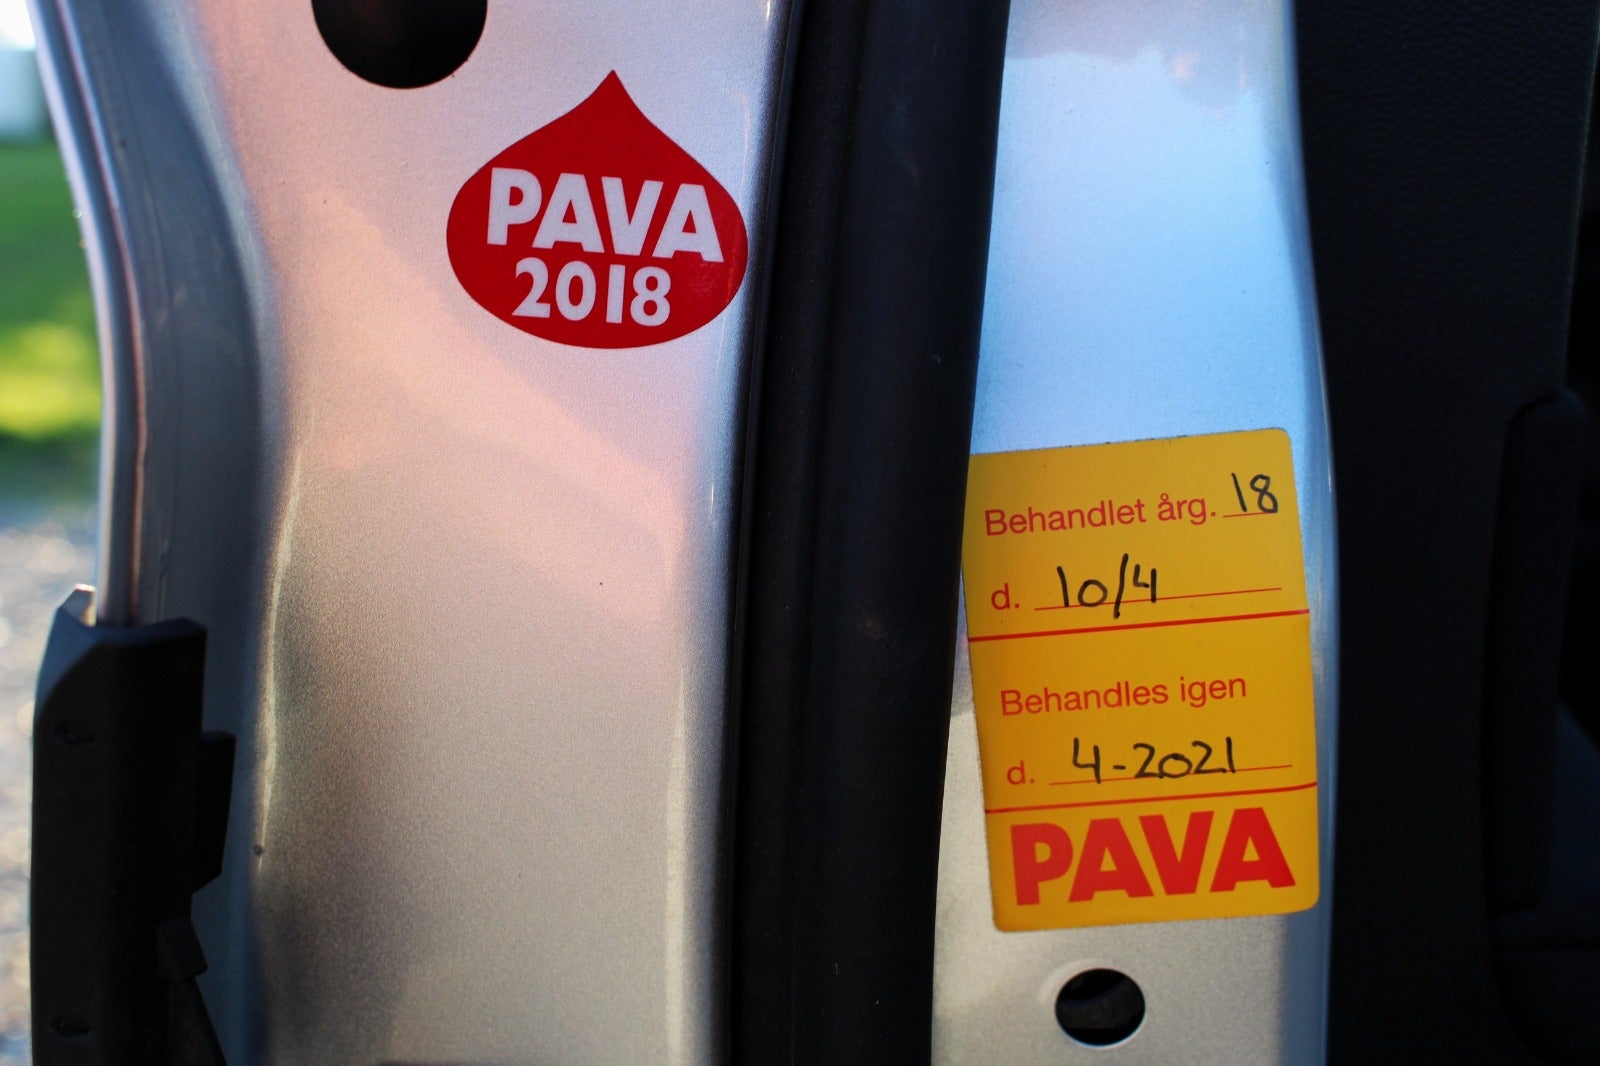 PAVA
2018
Behandlet årg. 18
d. 10/4
Behandles igen
d. 4-2021
PAVA